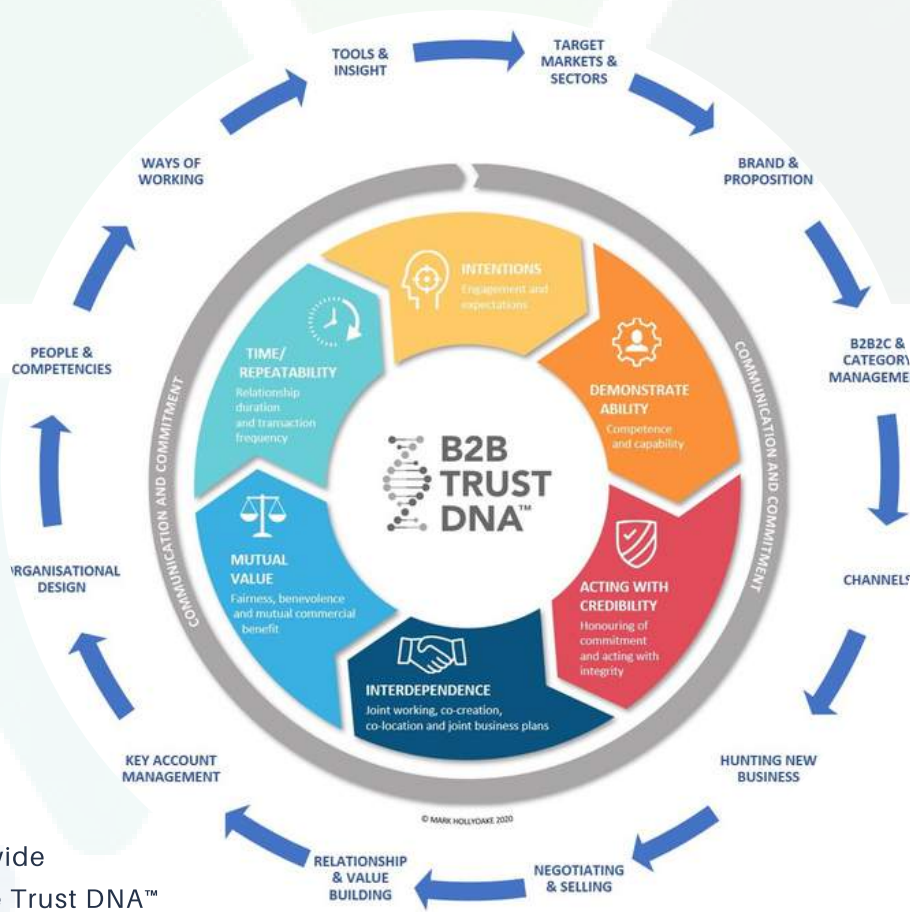 TOOLS &
INSIGHT
TARGET
MARKETS &
SECTORS
BRAND &
PROPOSITION
B2B2C &
CATEGORY
MANAGEME
CHANNELS
HUNTING NEW
BUSINESS
NEGOTIATING
& SELLING
RELATIONSHIP
& VALUE
BUILDING
KEY ACCOUNT
MANAGEMENT
RGANISATIONAL
DESIGN
PEOPLE &
COMPETENCIES
WAYS OF
WORKING
COMMUNICATION AND COMMITMENT
COMMUNICATION AND COMMITMENT
INTENTIONS
Engagement and
expectations
DEMONSTRATE
ABILITY
Competence
and capability
ACTING WITH
CREDIBILITY
Honouring of
commitment
and acting with
integrity
INTERDEPENDENCE
Joint working, co-creation,
co-location and joint business plans
MUTUAL
VALUE
Fairness, benevolence
and mutual commercial
benefit
TIME/
REPEATABILITY
Relationship
duration
and transaction
frequency
B2B
TRUST
DNA™
© MARK HOLLYOAKE 2020
vide
Trust DNA™